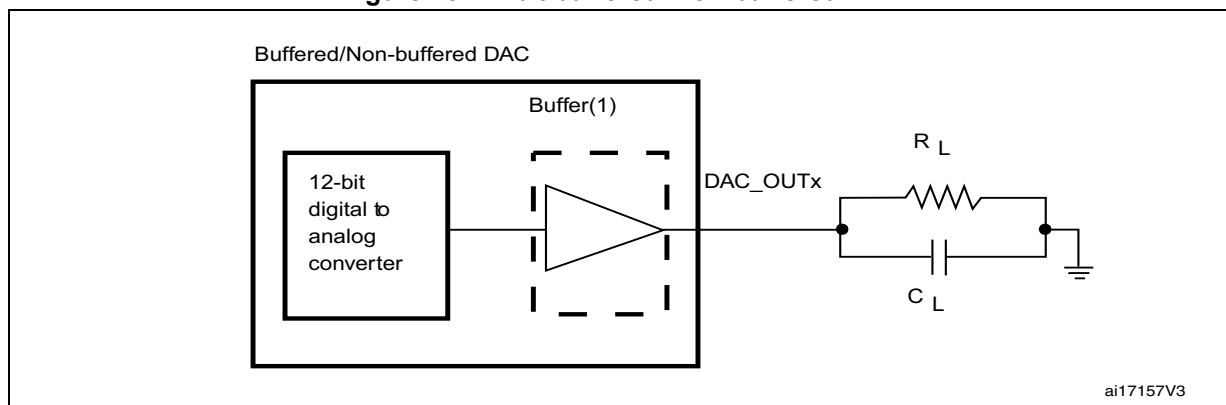 Buffered/Non-buffered DAC
Buffer(1)
12-bit
digital to
analog
converter
DAC_OUTx
R L
C L
ai17157V3